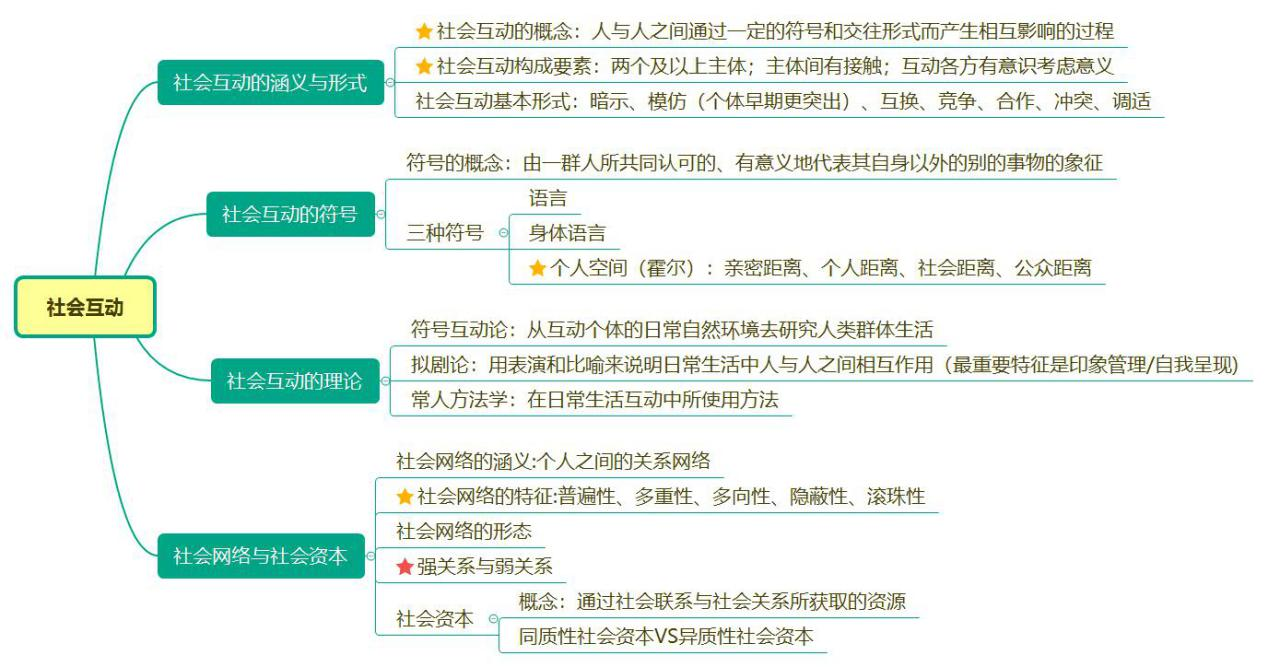 社会互动
社会互动的涵义与形式
社会互动的概念：人与人之间通过一定的符号和交往形式而产生相互影响的过程
社会互动构成要素：两个及以上主体；主体间有接触；互动各方有意识考虑意义
社会互动基本形式：暗示、模仿（个体早期更突出）、互换、竞争、合作、冲突、调适
社会互动的符号
符号的概念：由一群人所共同认可的、有意义地代表其自身以外的别的事物的象征
三种符号
语言
身体语言
个人空间（霍尔）：亲密距离、个人距离、社会距离、公众距离
社会互动的理论
符号互动论：从互动个体的日常自然环境去研究人类群体生活
拟剧论：用表演和比喻来说明日常生活中人与人之间相互作用（最重要特征是印象管理/自我呈现)
常人方法学：在日常生活互动中所使用方法
社会网络与社会资本
社会网络的涵义:个人之间的关系网络
社会网络的特征:普遍性、多重性、多向性、隐蔽性、滚珠性
社会网络的形态
强关系与弱关系
社会资本
概念：通过社会联系与社会关系所获取的资源
同质性社会资本VS异质性社会资本